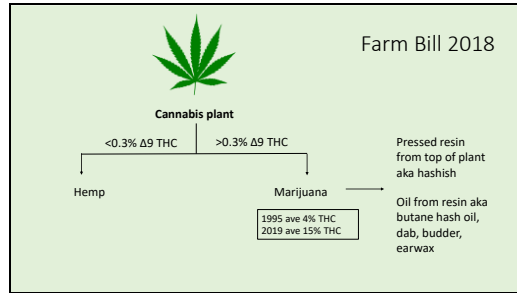 Farm Bill 2018
Cannabis plant
<0.3% Δ9 THC
>0.3% Δ9 THC
Hemp
Marijuana
1995 ave 4% THC
2019 ave 15% THC
Pressed resin
from top of plant
aka hashish
Oil from resin aka
butane hash oil,
dab, budder,
earwax